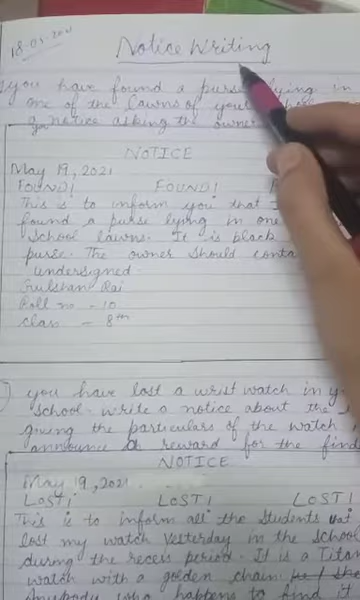 18.05.2021
Notice Writing
you have found a purse lying in
one of the lawns of your
a notice asking the owner
NOTICE
May 19, 2021
FOUND! FOUND! F
This is to inform you that I
found a purse lying in one
school lawns. It is black
purse. The owner should conta
undersigned.
Gulshan Rai
Roll no - 10
class - 8th
you have lost a wrist watch in y
school. write a notice about the
giving the particulars of the watch
announce a reward for the find
NOTICE
May 19, 2021.
LOST! LOST! LOST!
This is to inform all the students
lost my watch yesterday in the school
during the recess period. It is a Titan
watch with a golden chain.
Anybody who happens to find it